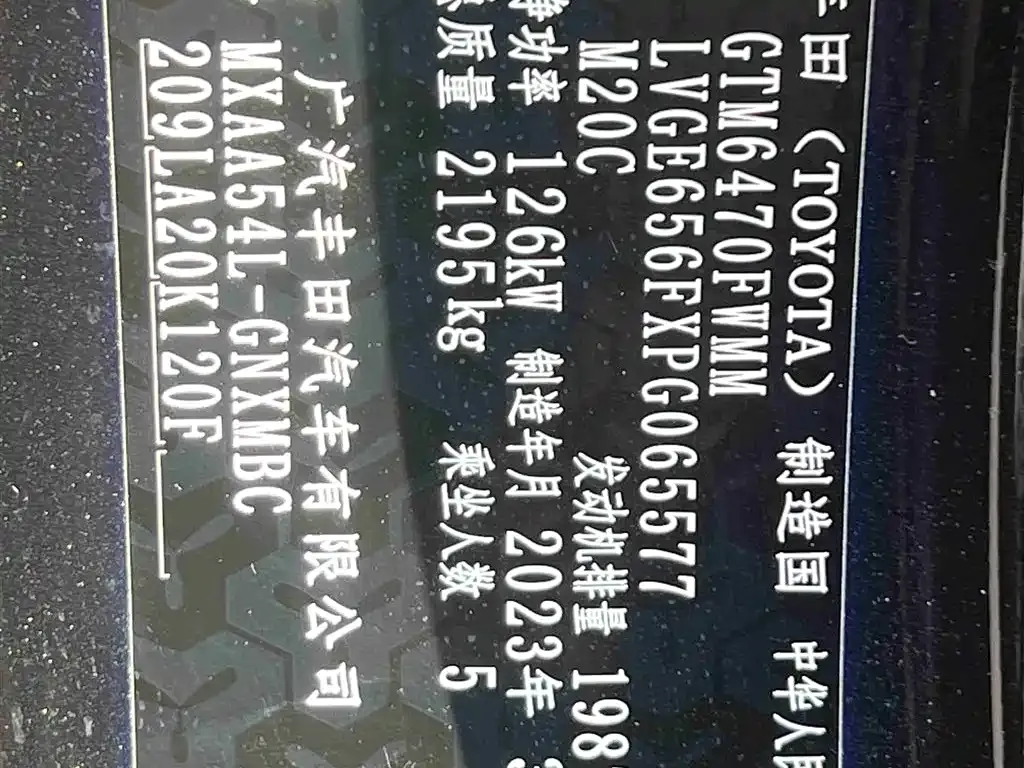 丰田 (TOYOTA) 制造国 中华人民
GTM6470FWMM
LVGE656FXPG065577
M20C 发动机排量 198
净功率 126kW 制造年月 2023年
质量 2195kg 乘坐人数 5
广汽丰田汽车有限公司
MXAA54L-GNXMBC
209LA20K120F